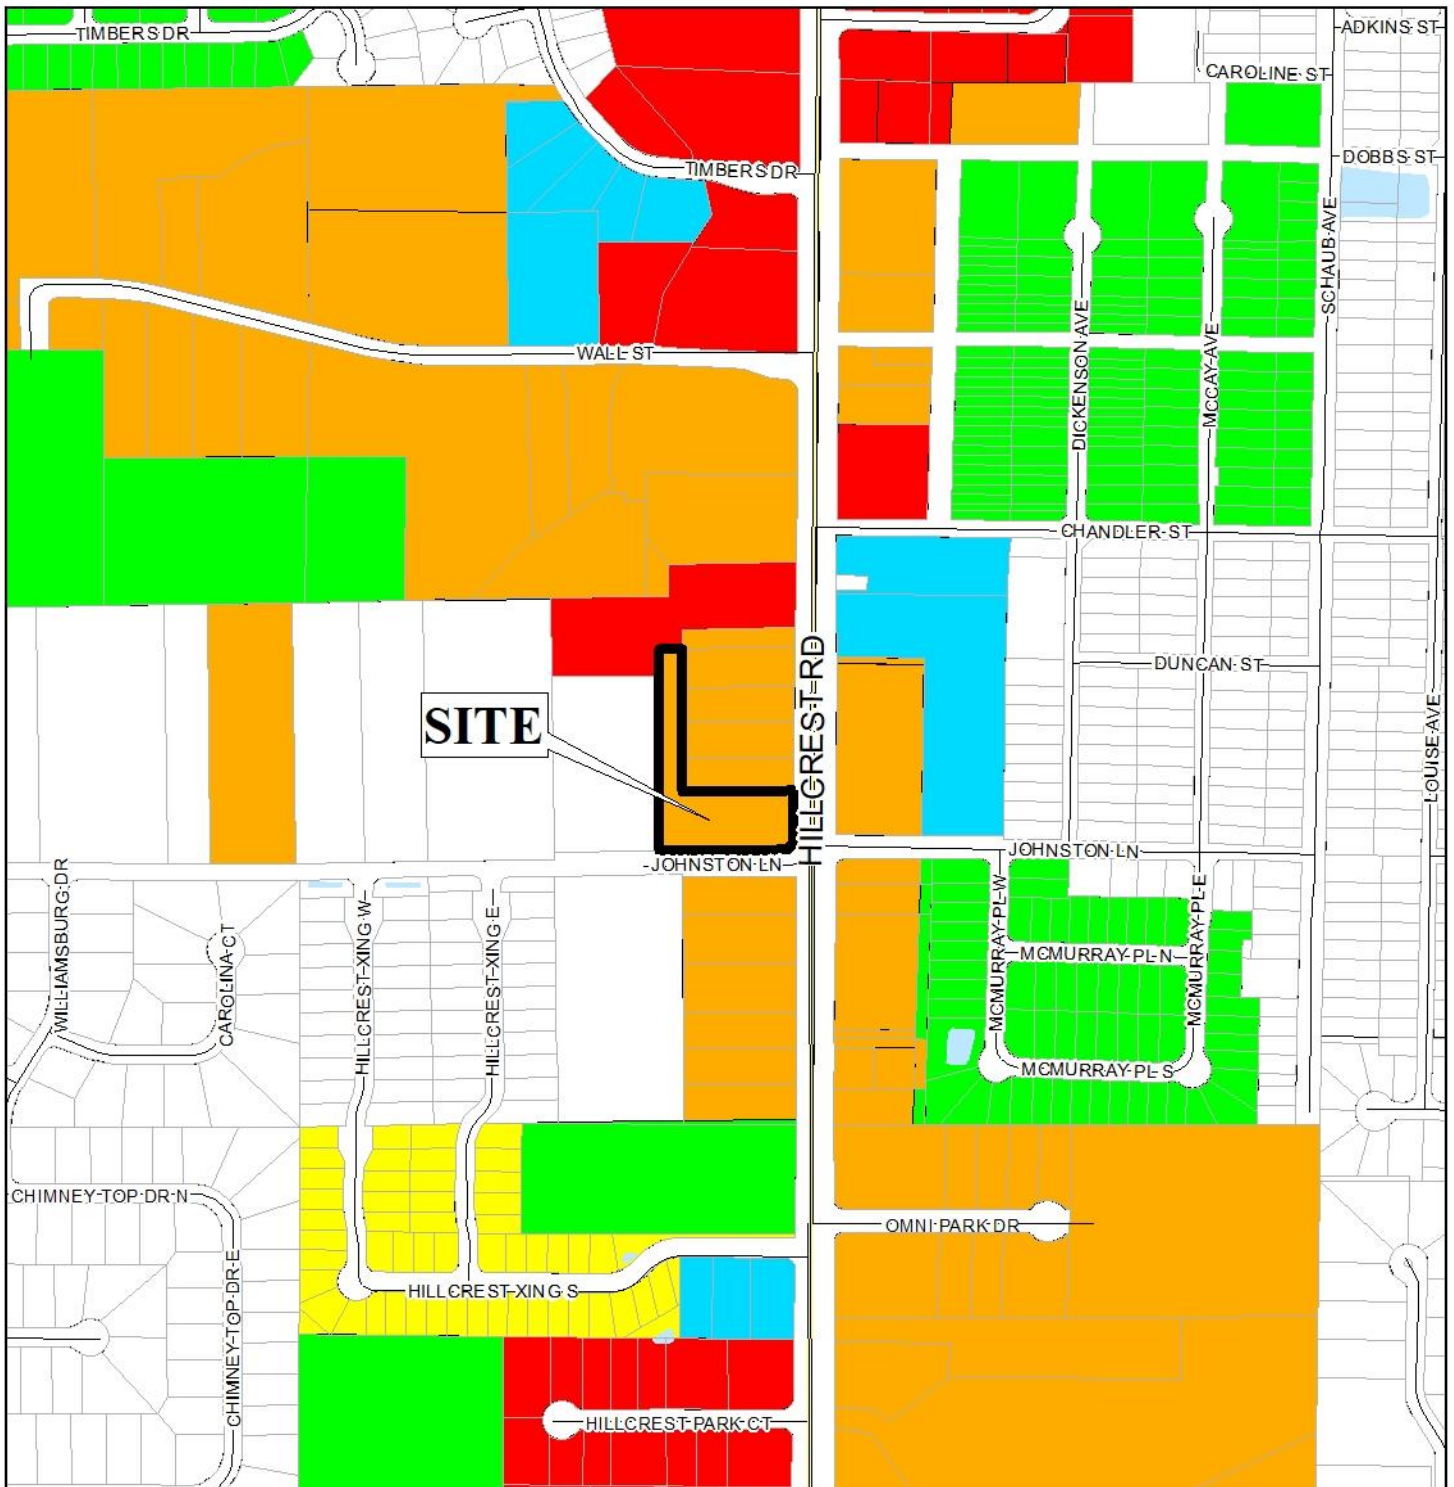 TIMBERS DR
ADKINS ST
CAROLINE ST
DOBBS ST
TIMBERS DR
SCHAUB AVE
WALL ST
DICKENSON AVE
MCCAY AVE
CHANDLER ST
HILLCREST RD
DUNCAN ST
SITE
LOUISE AVE
JOHNSTON LN
JOHNSTON LN
WILLIAMSBURG DR
CAROLINA CT
HILLCREST XING W
HILLCREST XING E
MCMURRAY PL W
MCMURRAY PL N
MCMURRAY PL E
MCMURRAY PL S
CHIMNEY TOP DR N
OMNI PARK DR
CHIMNEY TOP DR E
HILLCREST XING S
HILLCREST PARK CT